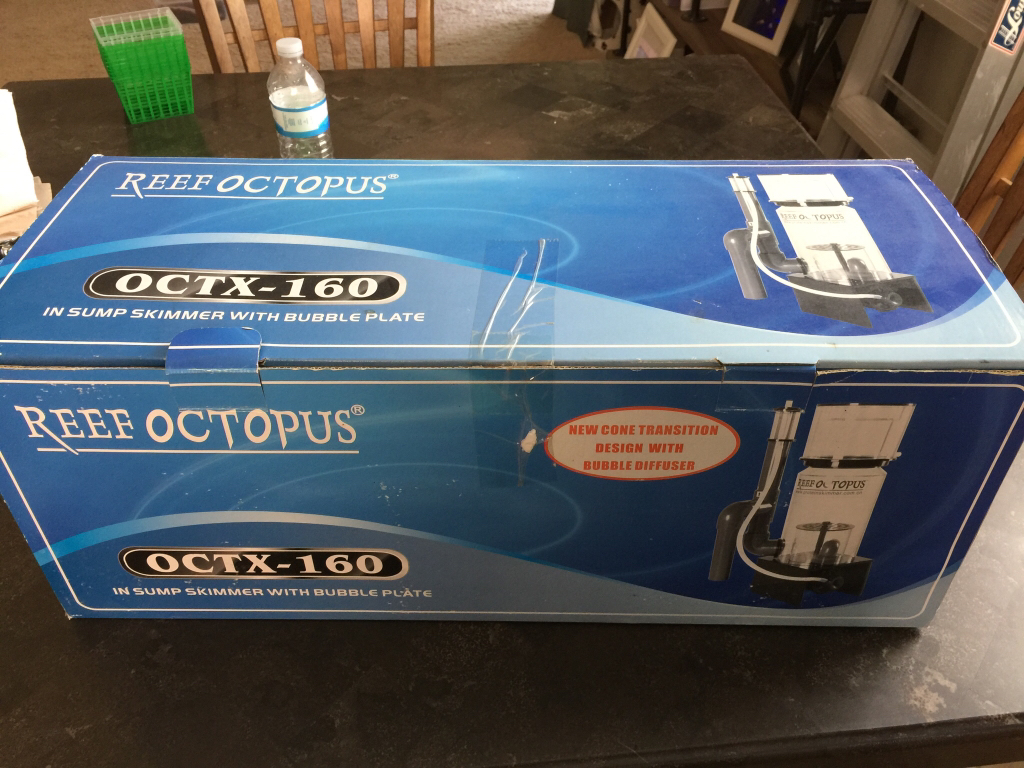 REEF OCTOPUS®
REEF OCTOPUS
OCTX-160
IN SUMP SKIMMER WITH BUBBLE PLATE
REEF OCTOPUS®
NEW CONE TRANSITION
DESIGN WITH
BUBBLE DIFFUSER
REEF OCTOPUS
OCTX-160
IN SUMP SKIMMER WITH BUBBLE PLATE